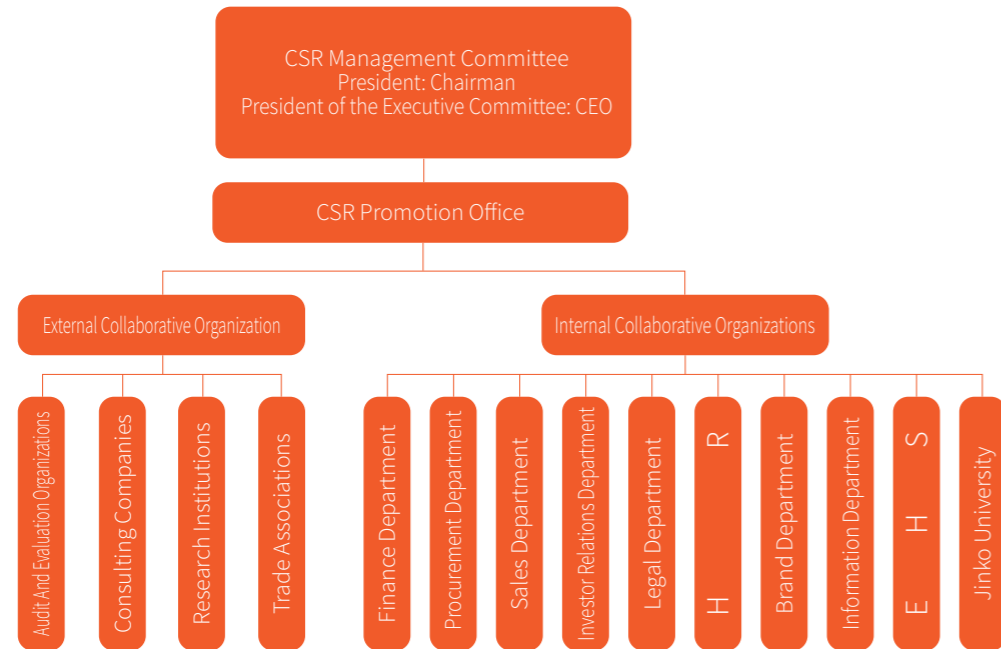 CSR Management Committee
President: Chairman
President of the Executive Committee: CEO
CSR Promotion Office
External Collaborative Organization
Internal Collaborative Organizations
Audit And Evaluation Organizations
Consulting Companies
Research Institutions
Trade Associations
Finance Department
Procurement Department
Sales Department
Investor Relations Department
Legal Department
H R
Brand Department
Information Department
E H S
Jinko University